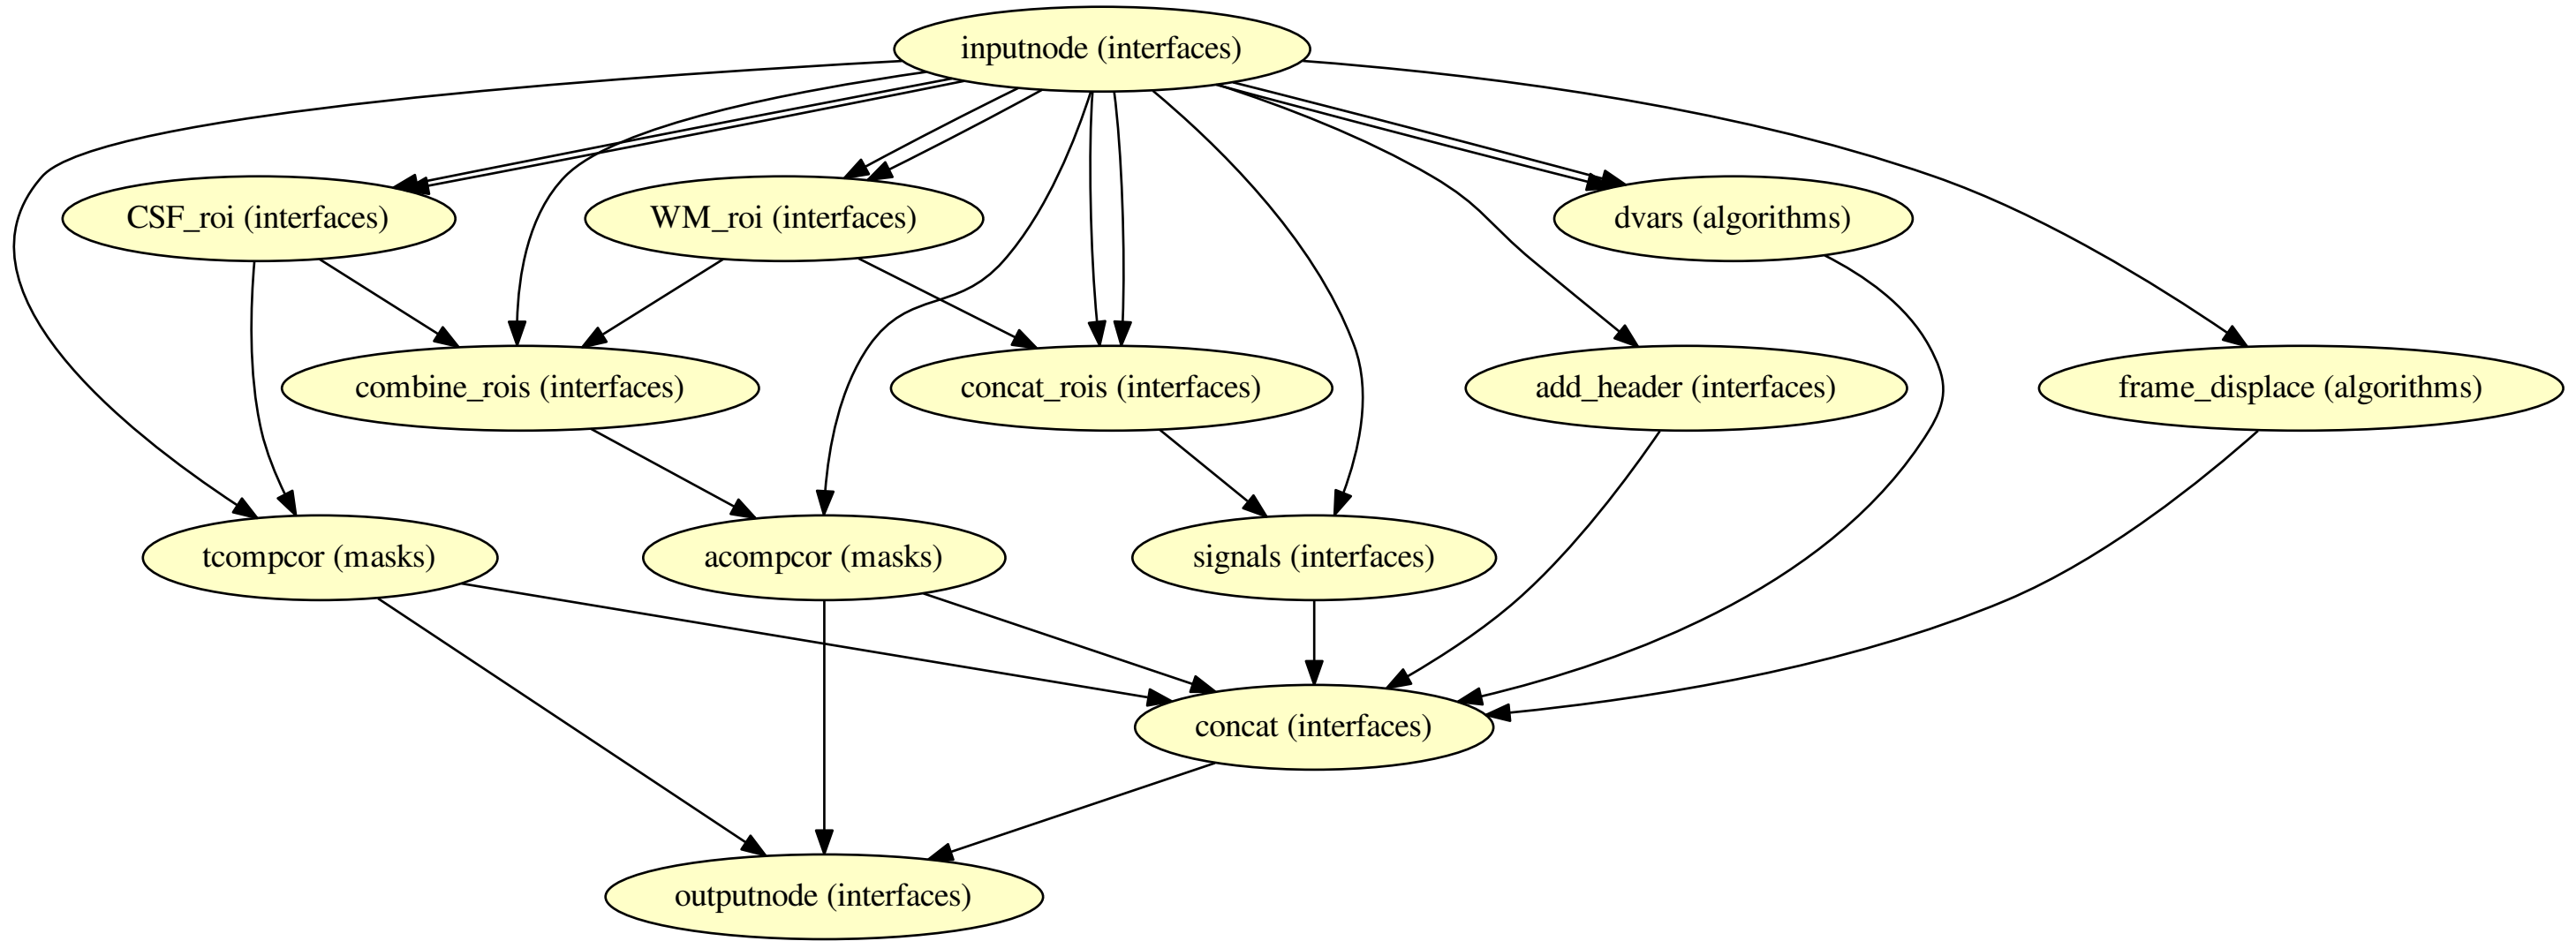 inputnode (interfaces)
CSF_roi (interfaces)
WM_roi (interfaces)
dvars (algorithms)
combine_rois (interfaces)
concat_rois (interfaces)
add_header (interfaces)
frame_displace (algorithms)
tcompcor (masks)
acompcor (masks)
signals (interfaces)
concat (interfaces)
outputnode (interfaces)